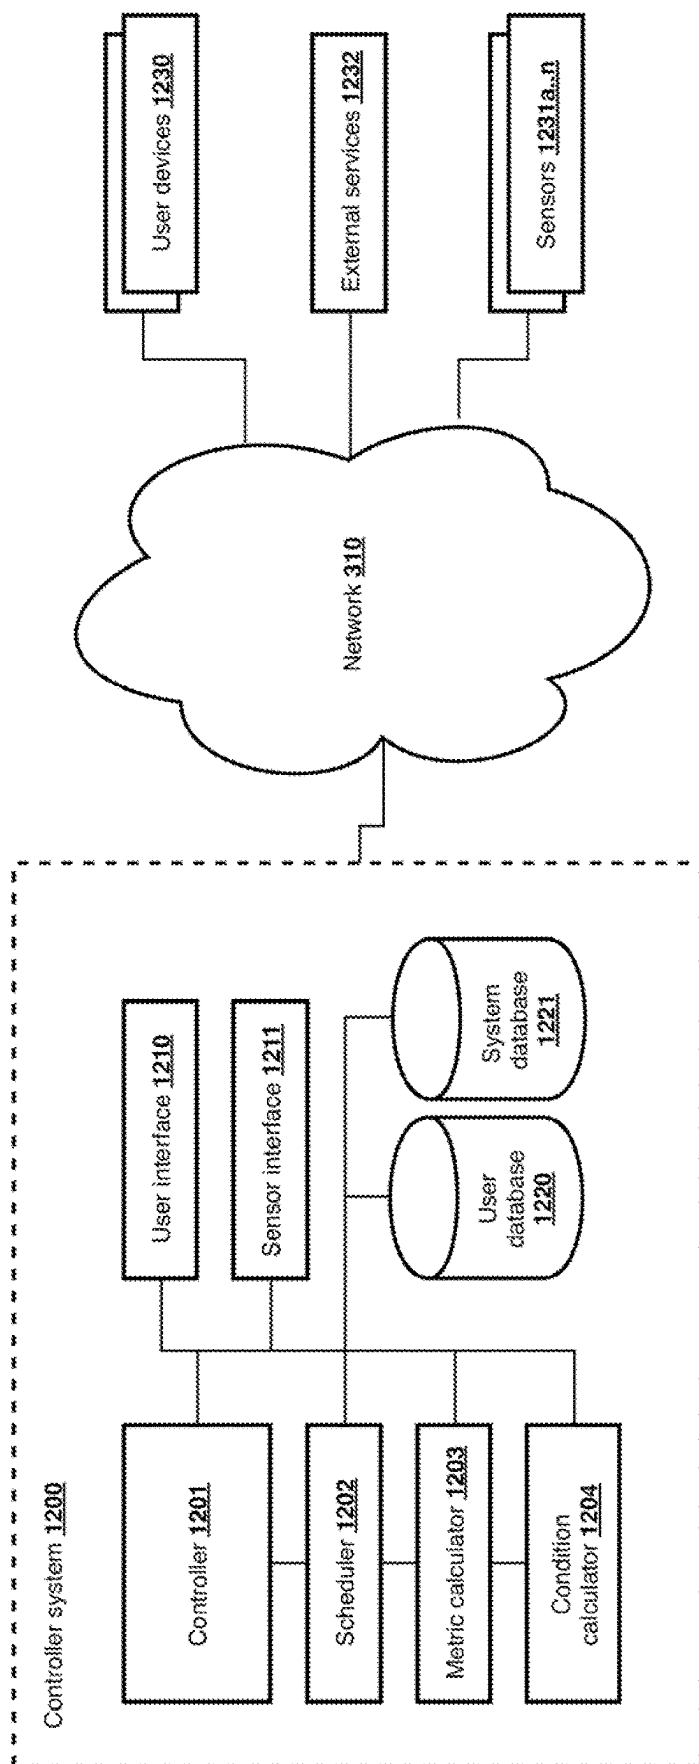 Controller system 1200
Controller 1201
Scheduler 1202
Metric calculator 1203
Condition
calculator 1204
User interface 1210
Sensor interface 1211
User
database
1220
System
database
1221
Network 310
User devices 1230
External services 1232
Sensors 1231a..n